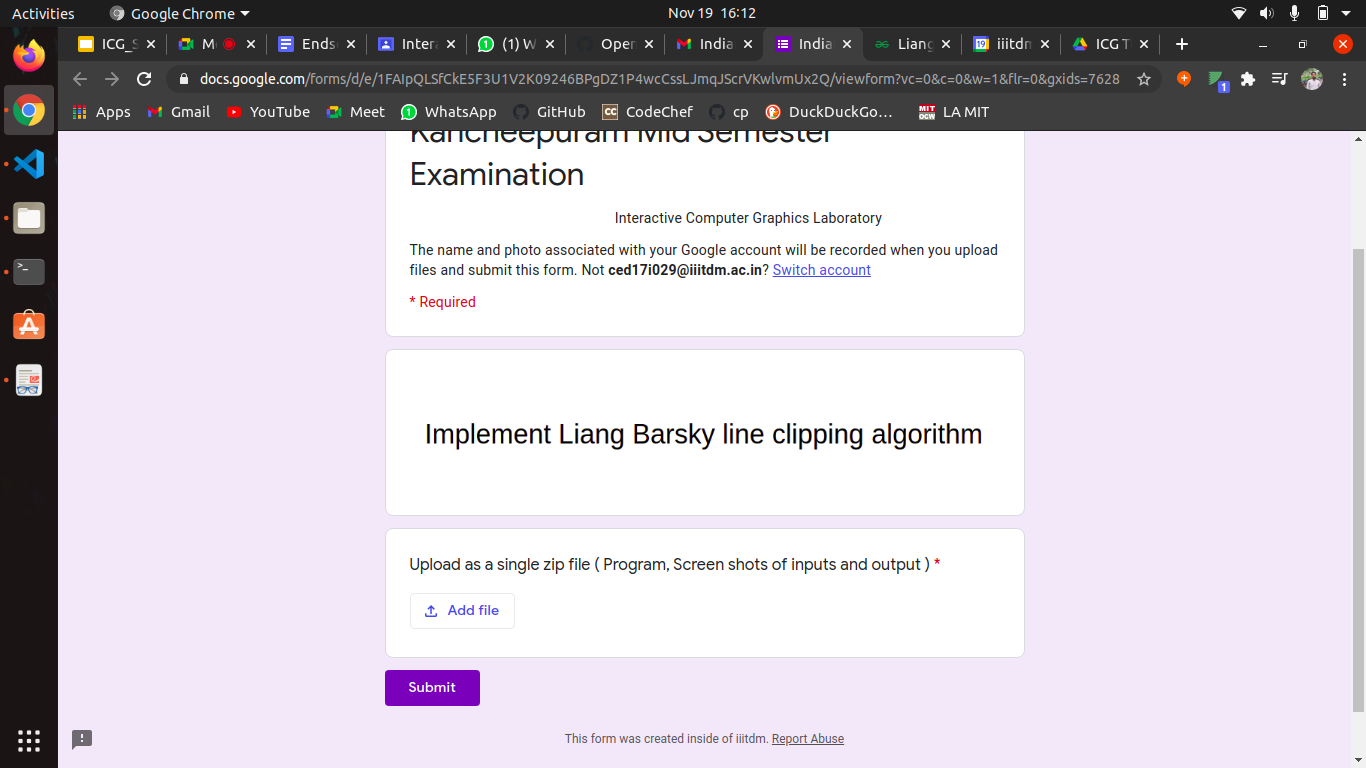 Activities Google Chrome Nov 19 16:12
ICG_S M Ends Inter (1) W Open India India Liang iiitdm ICG T
docs.google.com/forms/d/e/1FAIpQLSfCkE5F3U1V2K09246BPgDZ1P4wcCssLJmqJScrVKwlvmUx2Q/viewform?vc=0&c=0&w=1&flr=0&gxids=7628
Apps Gmail YouTube Meet WhatsApp GitHub CodeChef cp DuckDuckGo… LA MIT
Kancheepuram Mid Semester
Examination
Interactive Computer Graphics Laboratory
The name and photo associated with your Google account will be recorded when you upload
files and submit this form. Not ced17i029@iiitdm.ac.in? Switch account
* Required
Implement Liang Barsky line clipping algorithm
Upload as a single zip file ( Program, Screen shots of inputs and output ) *
Add file
Submit
This form was created inside of iiitdm. Report Abuse